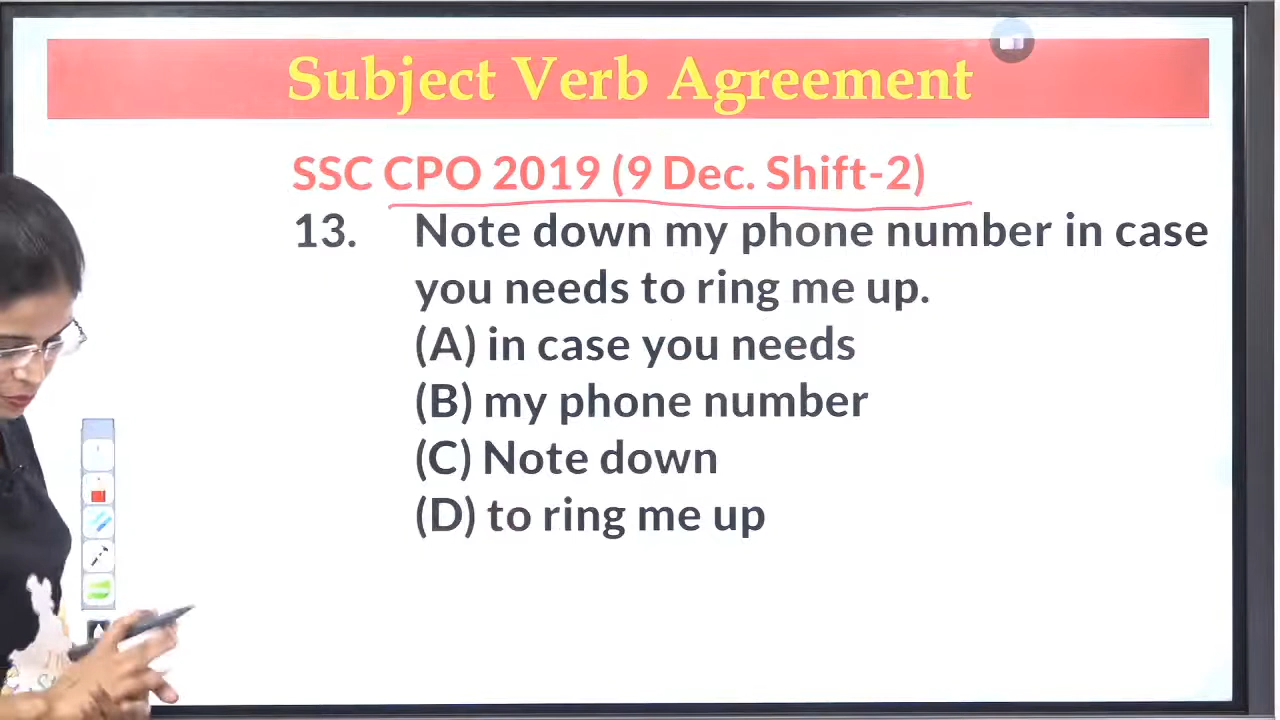 Subject Verb Agreement
SSC CPO 2019 (9 Dec. Shift-2)
13. Note down my phone number in case
you needs to ring me up.
(A) in case you needs
(B) my phone number
(C) Note down
(D) to ring me up